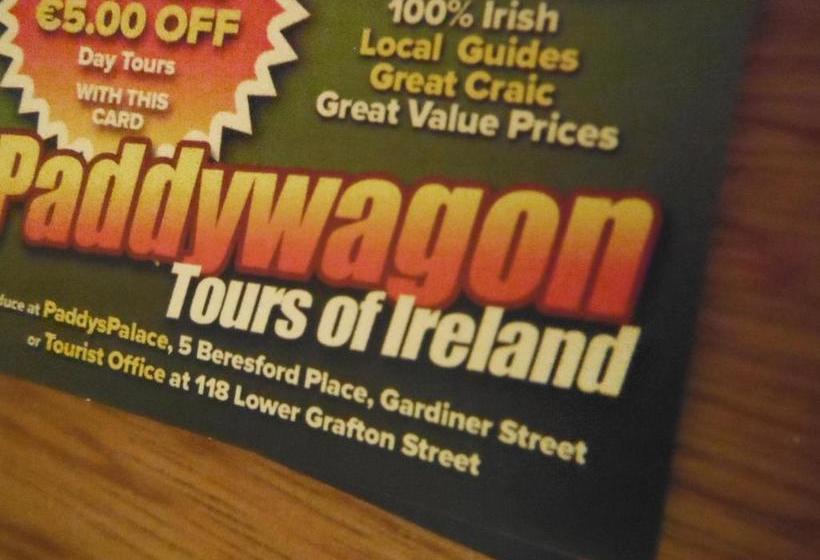 €5.00 OFF
Day Tours
WITH THIS
CARD
100% Irish
Local Guides
Great Craic
Great Value Prices
Paddywagon
Tours of Ireland
at PaddysPalace, 5 Beresford Place, Gardiner Street
or Tourist Office at 118 Lower Grafton Street